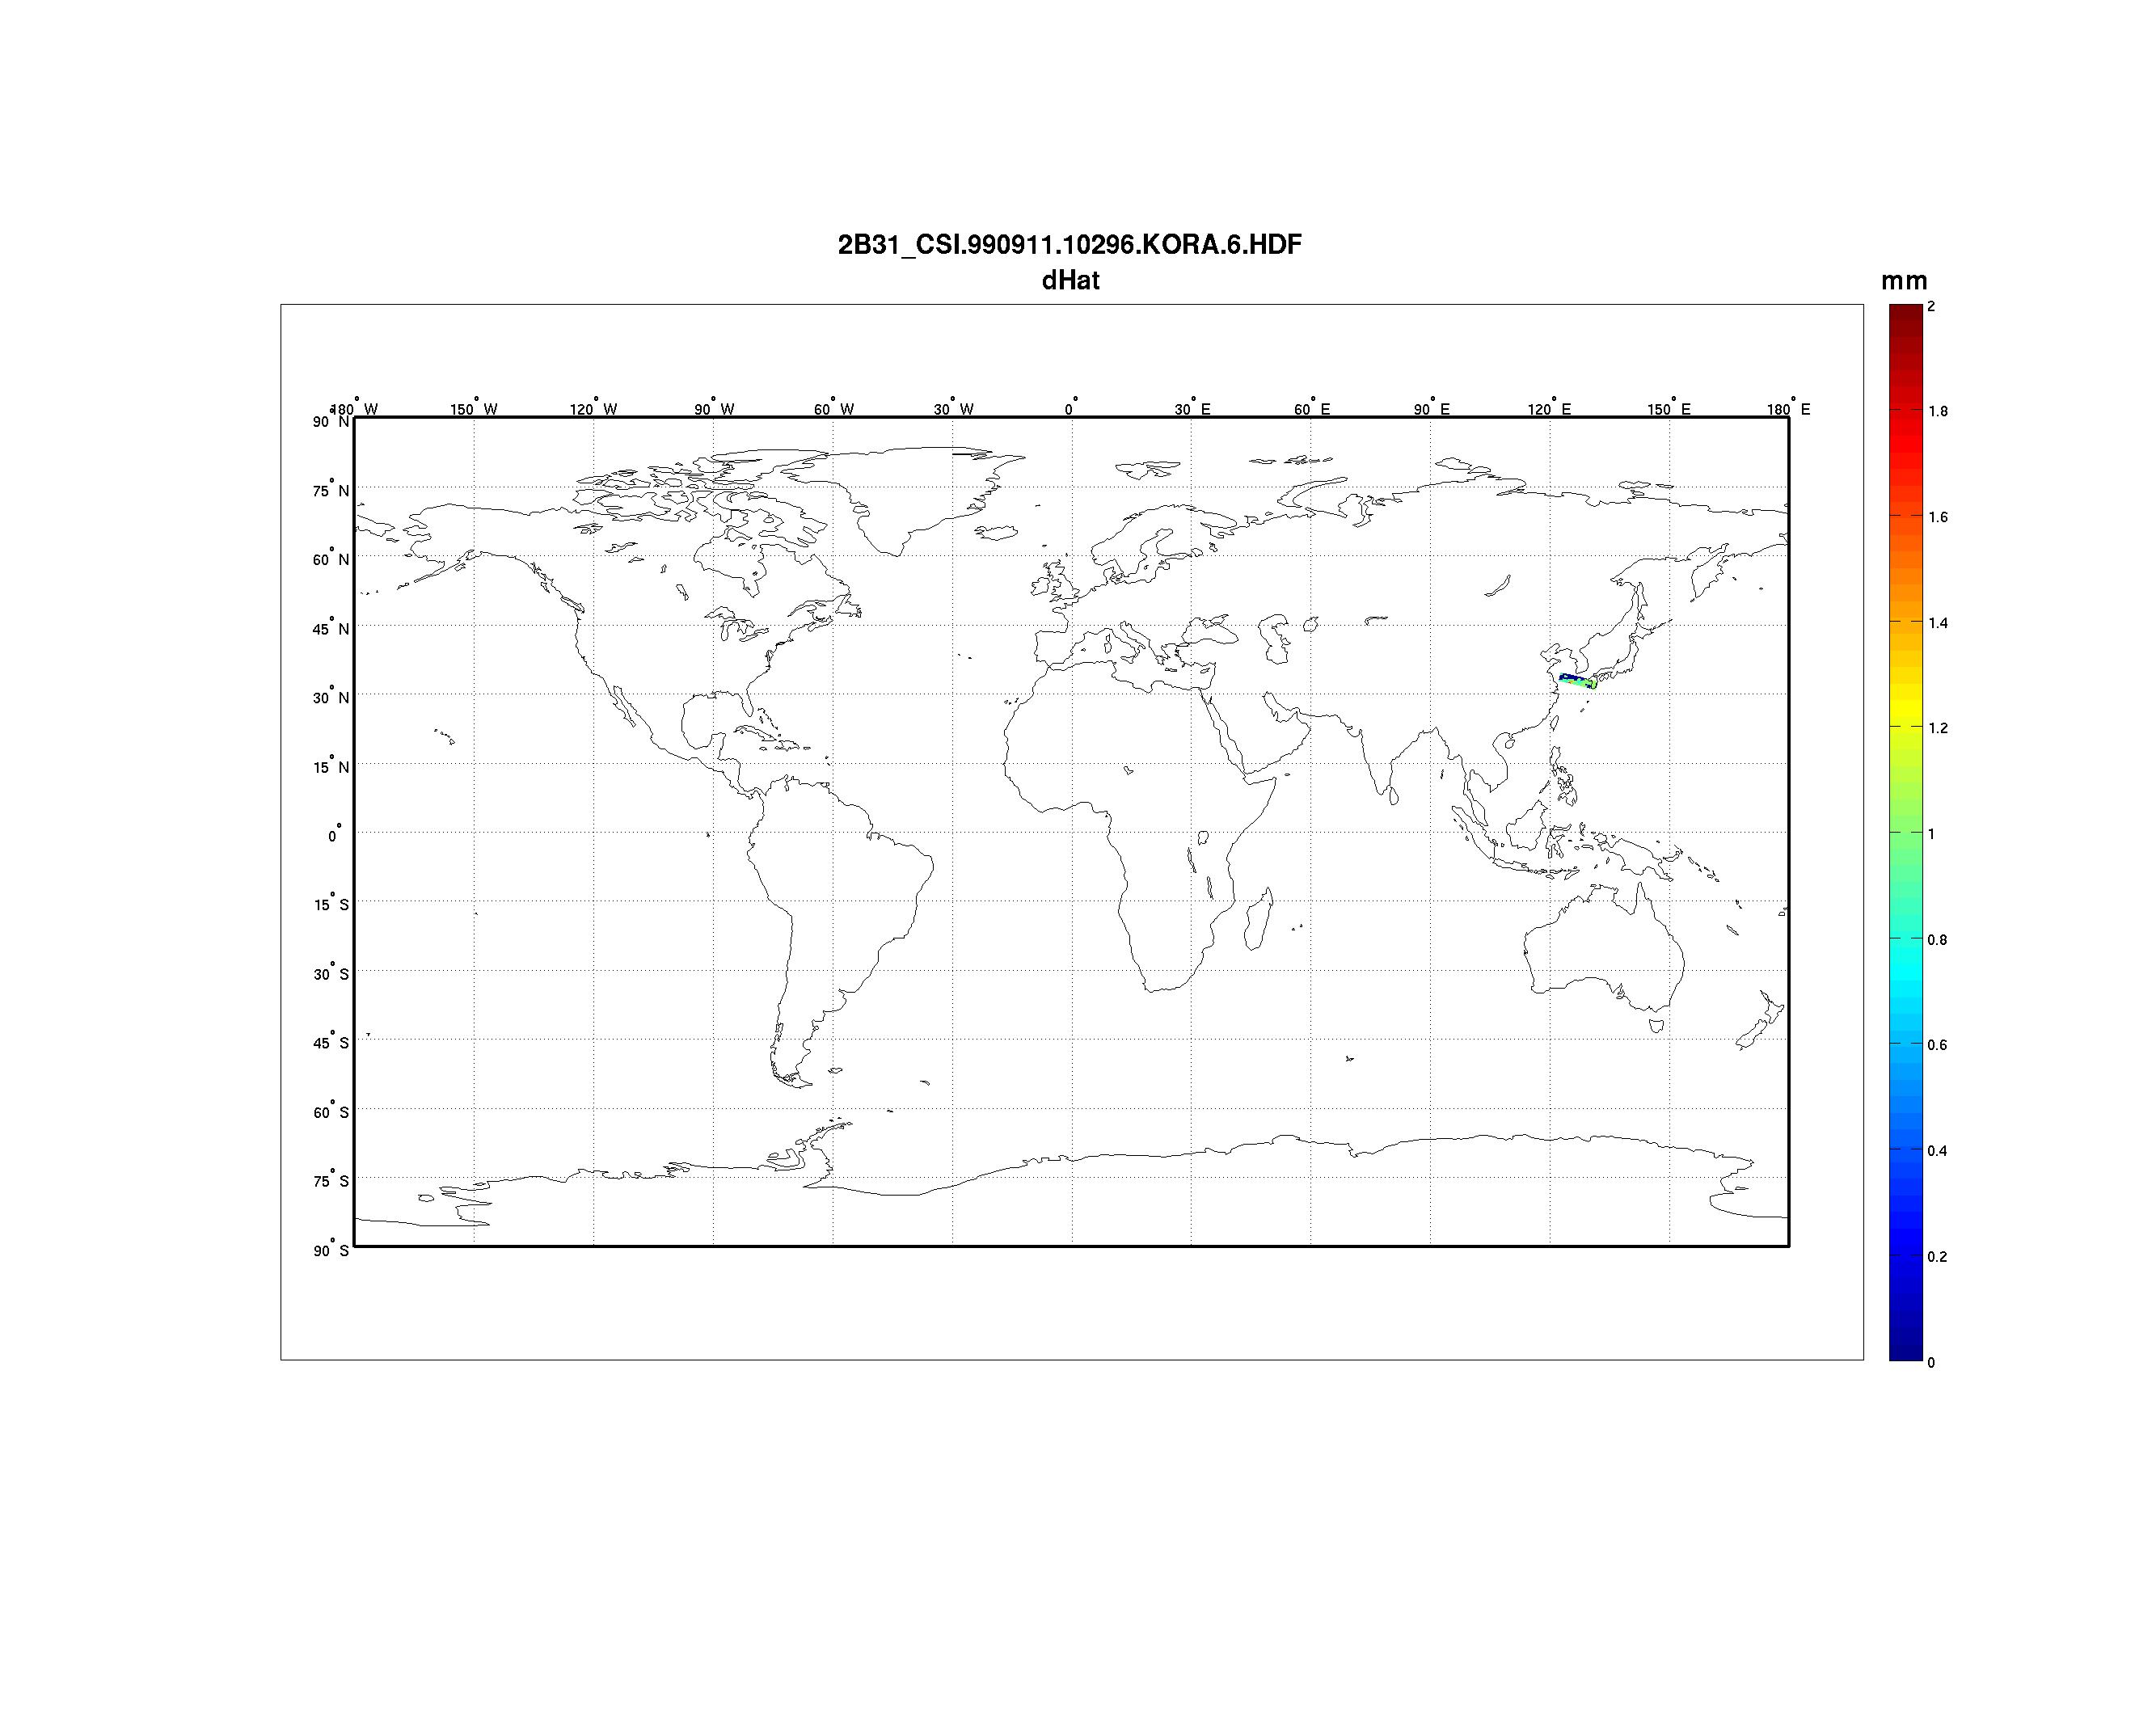 2B31_CSI.990911.10296.KORA.6.HDF
dHat
mm
180° W 150° W 120° W 90° W 60° W 30° W 0° 30° E 60° E 90° E 120° E 150° E 180° E
90° N
75° N
60° N
45° N
30° N
15° N
0°
15° S
30° S
45° S
60° S
75° S
90° S
2
1.8
1.6
1.4
1.2
1
0.8
0.6
0.4
0.2
0